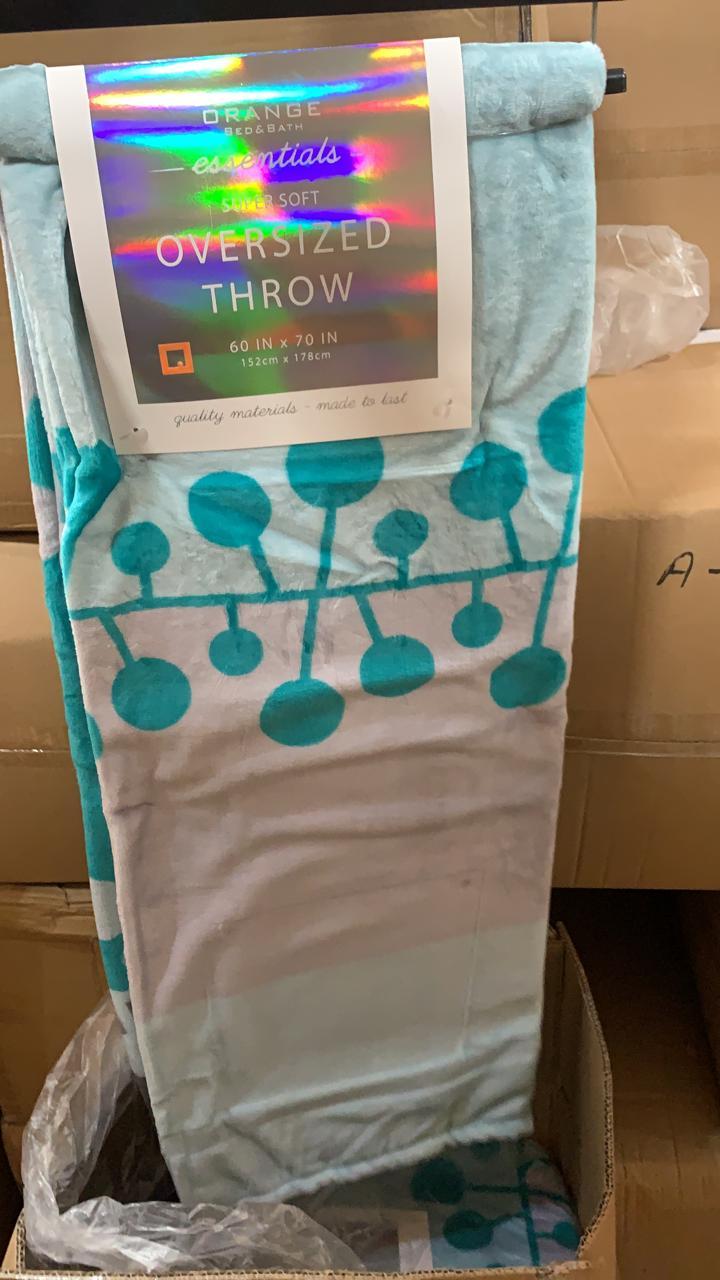 ORANGE
BED&BATH
essentials
SUPER SOFT
OVERSIZED
THROW
60 IN x 70 IN
152cm x 178cm
quality materials - made to last
A -